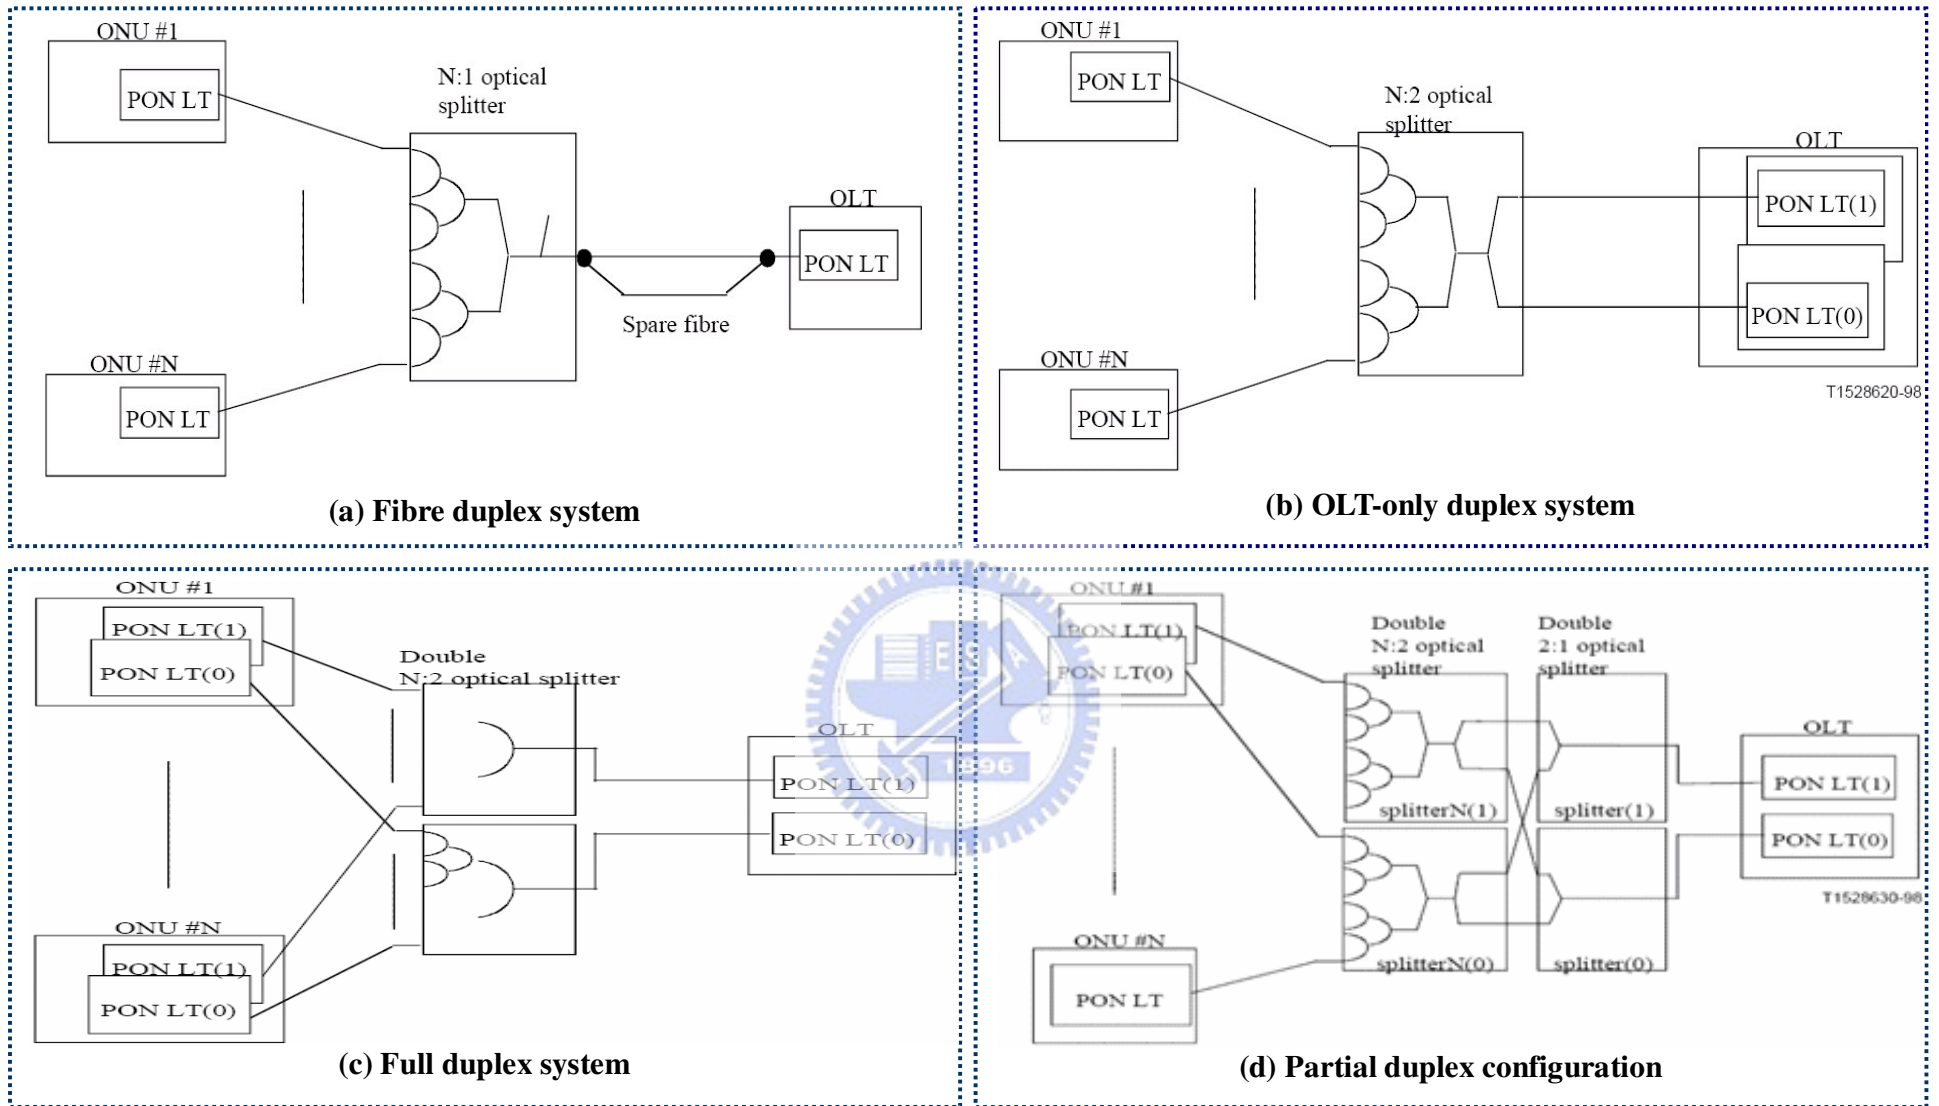 ONU #1
PON LT
N:1 optical
splitter
OLT
PON LT
Spare fibre
ONU #N
PON LT
(a) Fibre duplex system
ONU #1
PON LT
N:2 optical
splitter
OLT
PON LT(1)
PON LT(0)
ONU #N
PON LT
T1528620-98
(b) OLT-only duplex system
ONU #1
PON LT(1)
PON LT(0)
Double
N:2 optical splitter
OLT
PON LT(1)
PON LT(0)
ONU #N
PON LT(1)
PON LT(0)
(c) Full duplex system
ONU #1
PON LT(1)
PON LT(0)
Double
N:2 optical
splitter
Double
2:1 optical
splitter
splitterN(1)
splitter(1)
OLT
PON LT(1)
PON LT(0)
T1528630-98
ONU #N
PON LT
splitterN(0)
splitter(0)
(d) Partial duplex configuration
E S A
1896